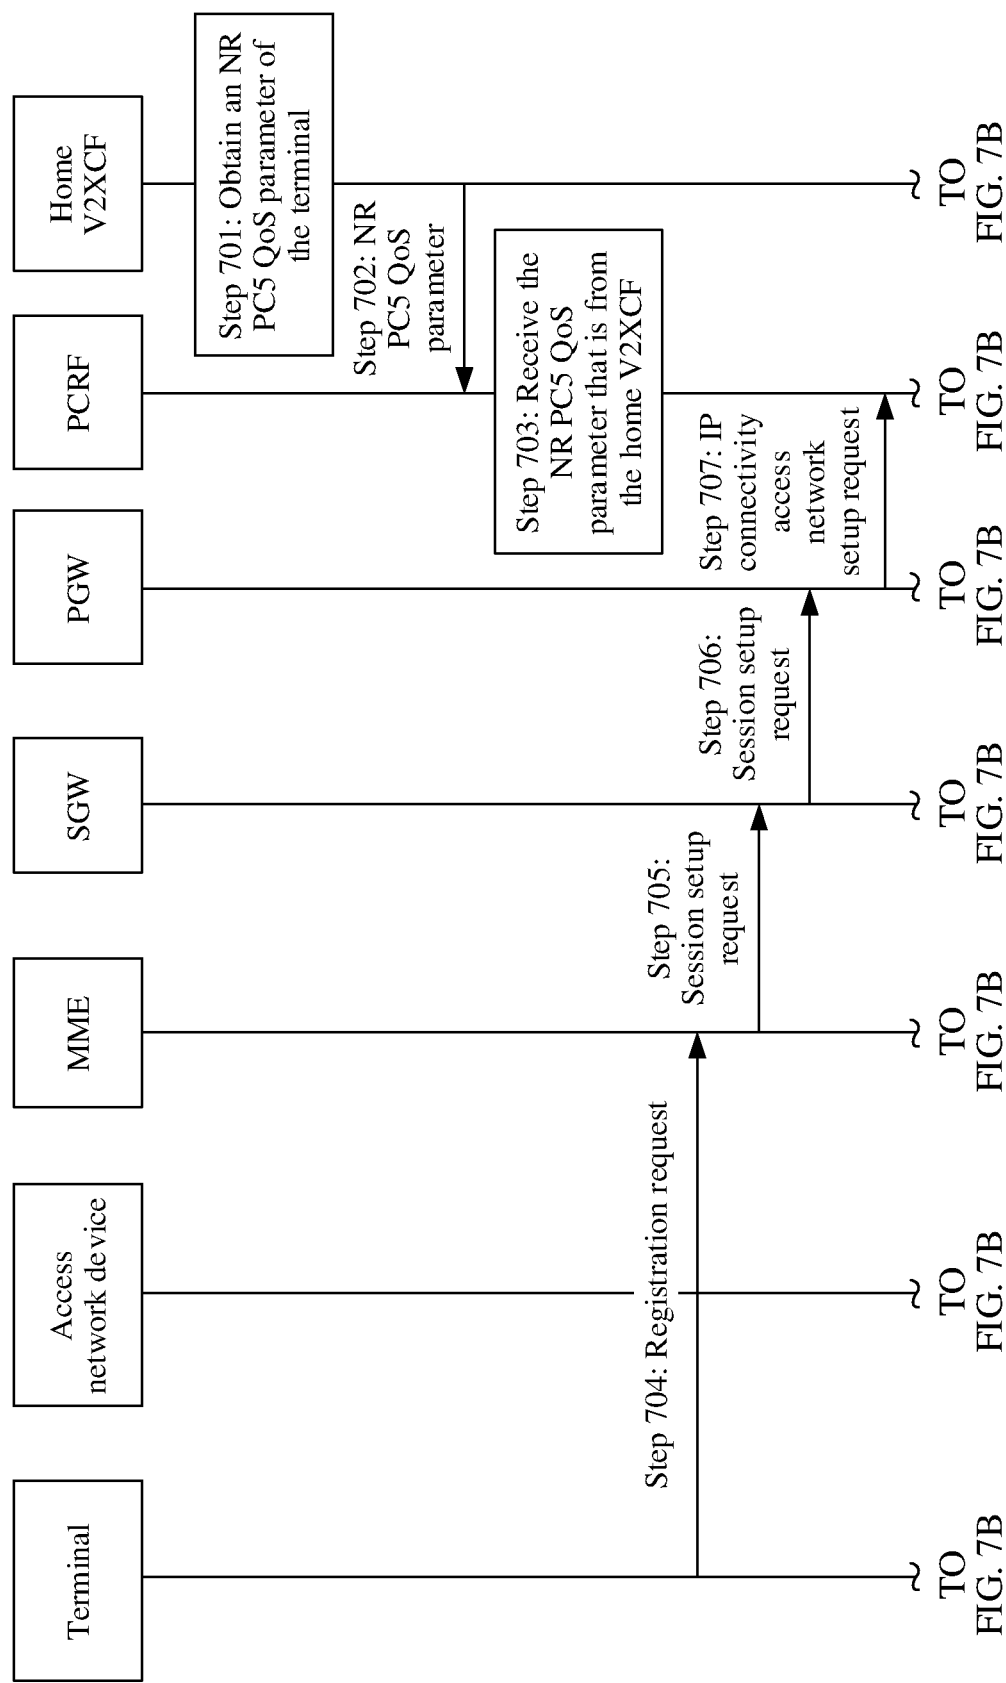 Terminal
Access
network device
MME
SGW
PGW
PCRF
Home
V2XCF
Step 701: Obtain an NR
PC5 QoS parameter of
the terminal
Step 702: NR
PC5 QoS
parameter
Step 703: Receive the
NR PC5 QoS
parameter that is from
the home V2XCF
Step 704: Registration request
Step 705:
Session setup
request
Step 706:
Session setup
request
Step 707: IP
connectivity
access
network
setup request
TO
FIG. 7B
TO
FIG. 7B
TO
FIG. 7B
TO
FIG. 7B
TO
FIG. 7B
TO
FIG. 7B
TO
FIG. 7B